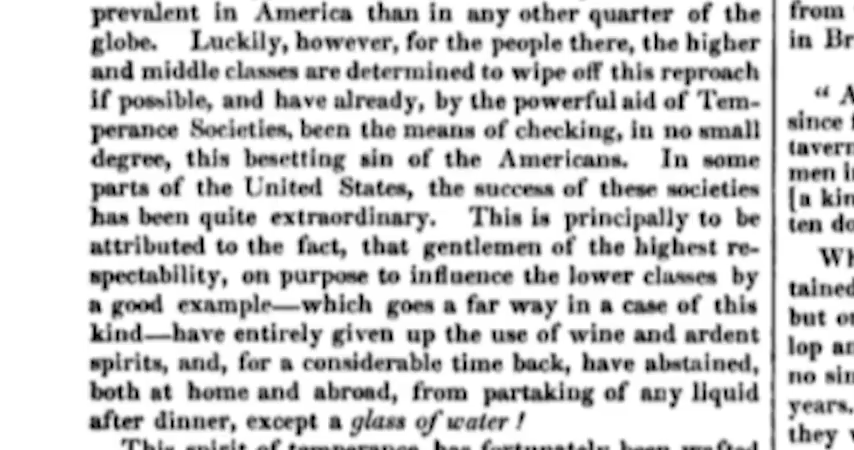 prevalent in America than in any other quarter of the
globe. Luckily, however, for the people there, the higher
and middle classes are determined to wipe off this reproach
if possible, and have already, by the powerful aid of Tem-
perance Societies, been the means of checking, in no small
degree, this besetting sin of the Americans. In some
parts of the United States, the success of these societies
has been quite extraordinary. This is principally to be
attributed to the fact, that gentlemen of the highest re-
spectability, on purpose to influence the lower classes by
a good example—which goes a far way in a case of this
kind—have entirely given up the use of wine and ardent
spirits, and, for a considerable time back, have abstained,
both at home and abroad, from partaking of any liquid
after dinner, except a glass of water !
This spirit of temperance has fortunately been wafted
from
in Br
“ A
since
tavern
men i
[a kin
ten do
Wh
tained
but o
lop an
no sin
years.
they